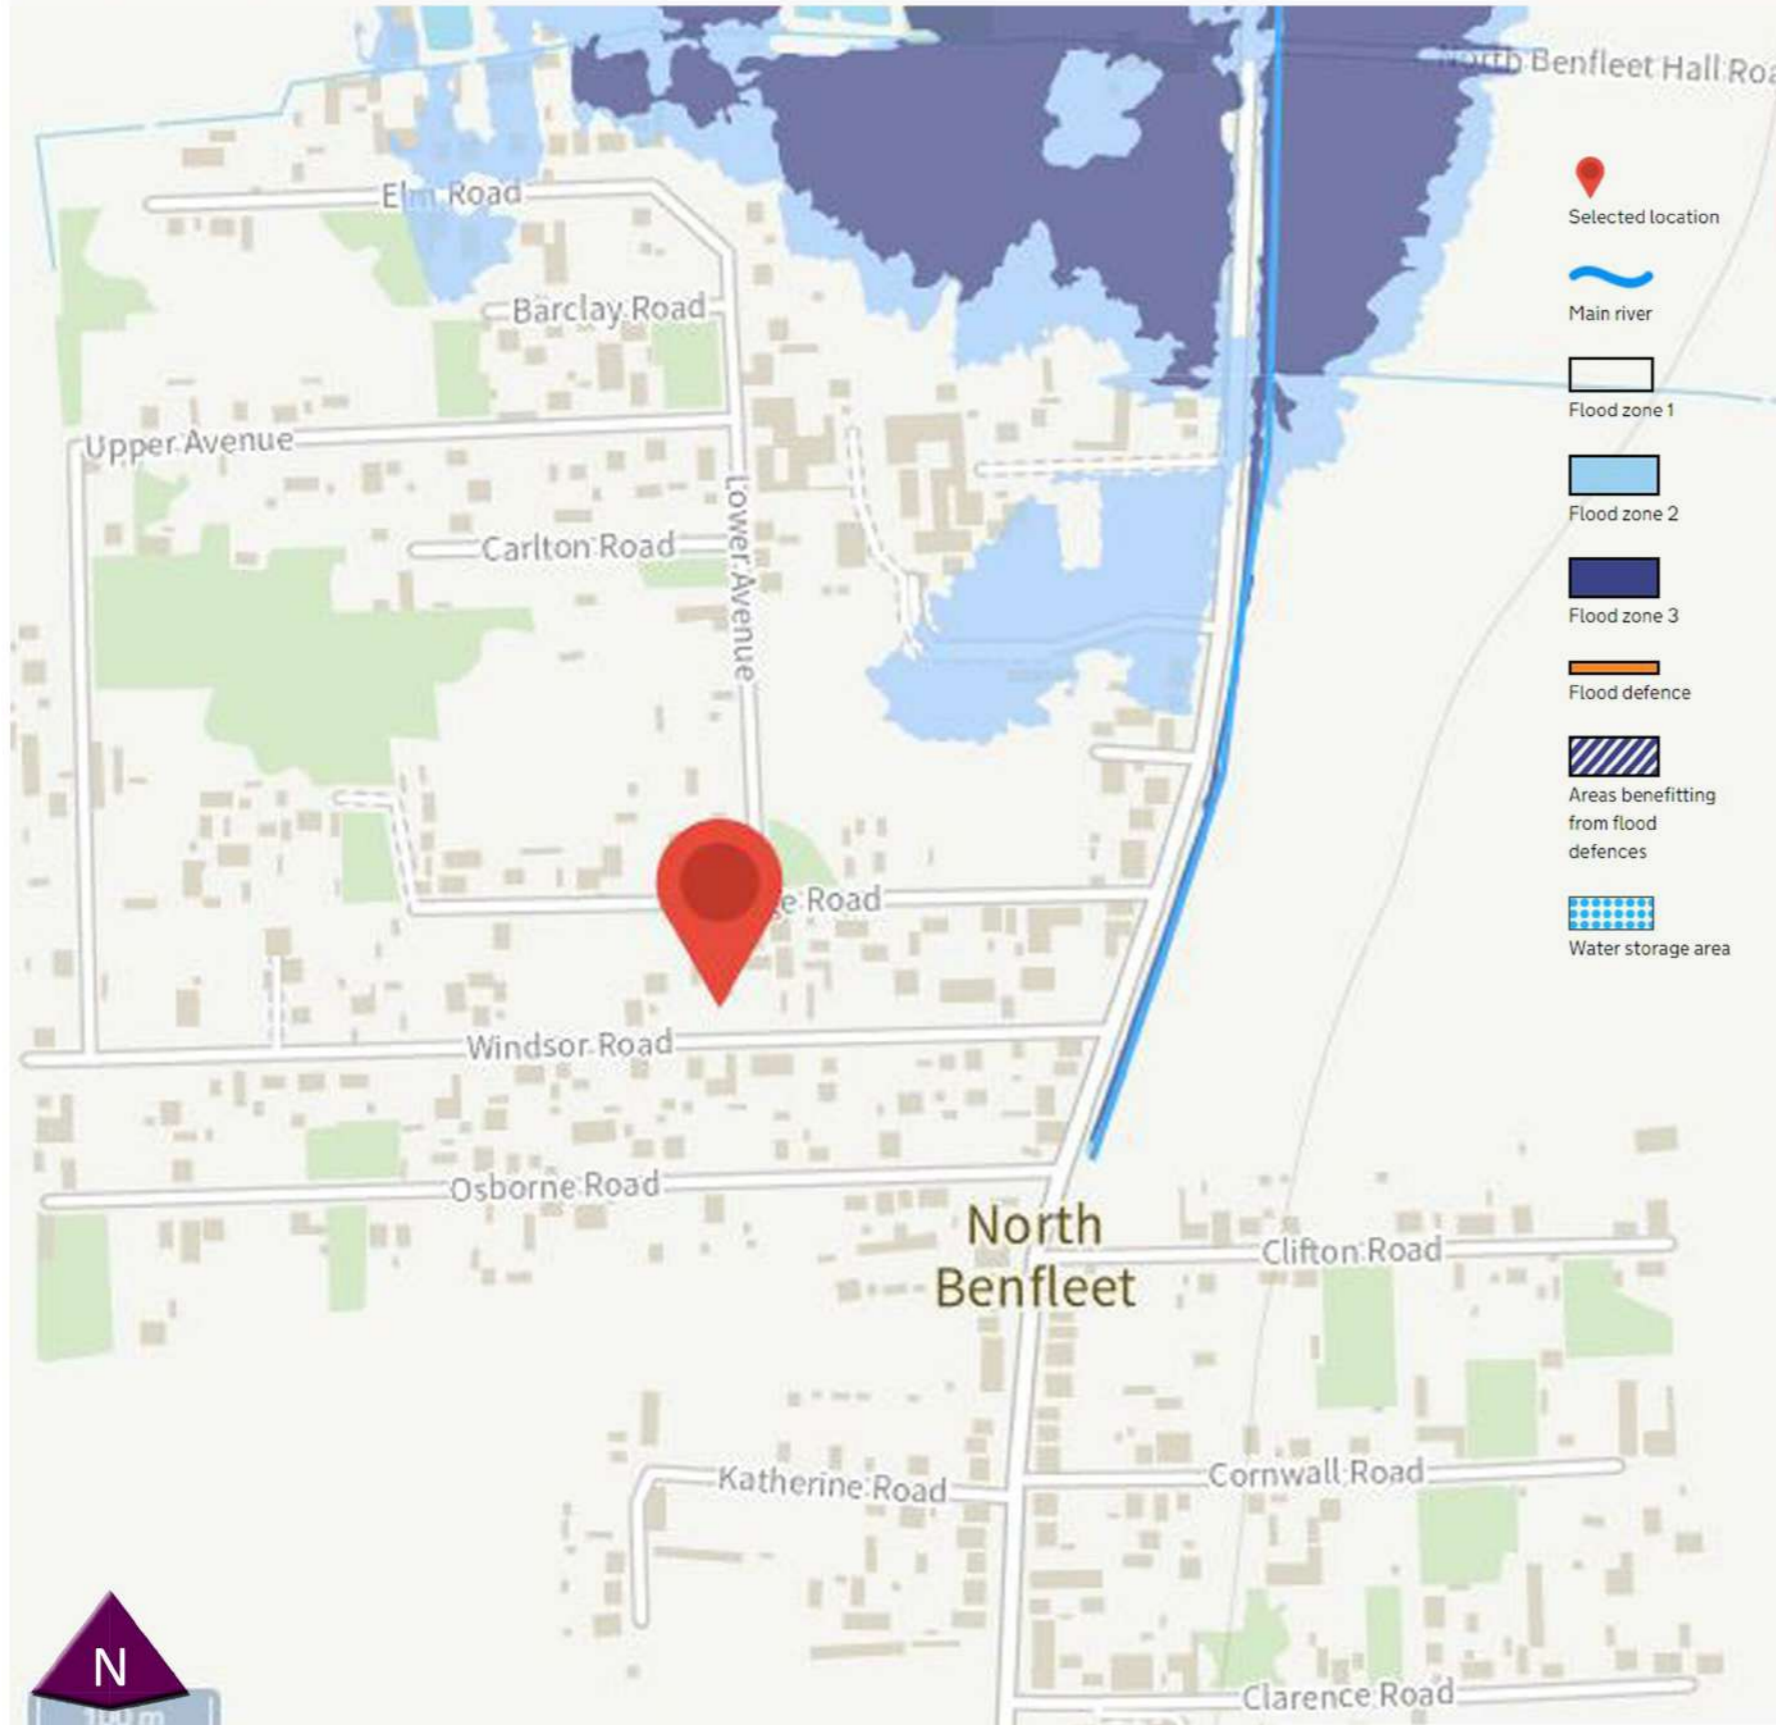 North Benfleet Hall Roa
Selected location
Elm Road
Main river
Barclay Road
Flood zone 1
Upper Avenue
Lower Avenue
Flood zone 2
Carlton Road
Flood zone 3
Flood defence
Areas benefitting
from flood
defences
e Road
Water storage area
Windsor Road
Osborne Road
North
Benfleet
Clifton Road
Katherine Road
Cornwall Road
N
Clarence Road
100 m